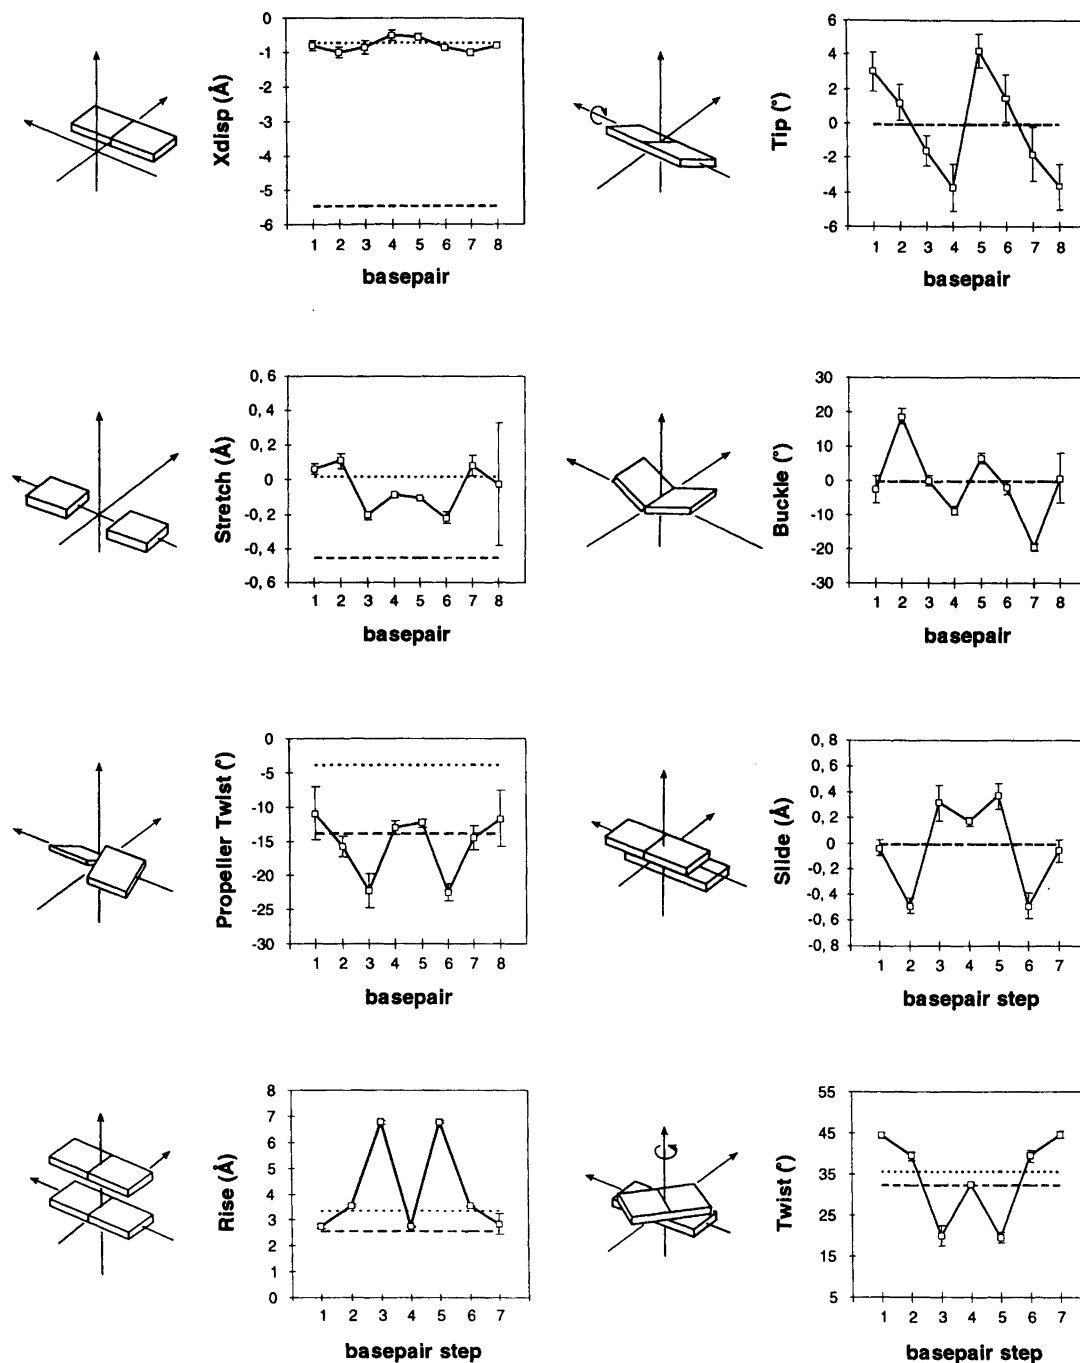 Xdisp (Å)
0
-1
-2
-3
-4
-5
-6
1 2 3 4 5 6 7 8
basepair
Tip (°)
6
4
2
0
-2
-4
-6
1 2 3 4 5 6 7 8
basepair
Stretch (Å)
0,6
0,4
0,2
0
-0,2
-0,4
-0,6
1 2 3 4 5 6 7 8
basepair
Buckle (°)
30
20
10
0
-10
-20
-30
1 2 3 4 5 6 7 8
basepair
Propeller Twist (°)
0
-5
-10
-15
-20
-25
-30
1 2 3 4 5 6 7 8
basepair
Slide (Å)
0,8
0,6
0,4
0,2
0
-0,2
-0,4
-0,6
-0,8
1 2 3 4 5 6 7
basepair step
Rise (Å)
8
7
6
5
4
3
2
1
0
1 2 3 4 5 6 7
basepair step
Twist (°)
55
45
35
25
15
5
1 2 3 4 5 6 7
basepair step